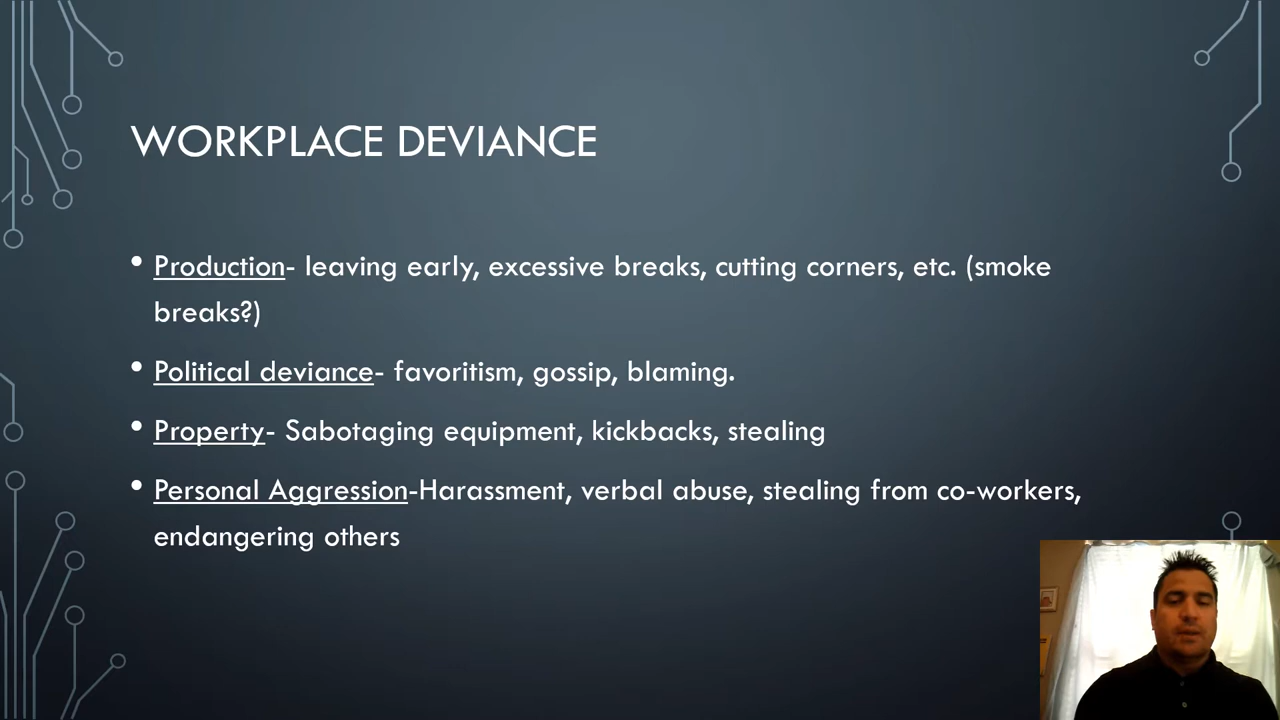 WORKPLACE DEVIANCE
• Production- leaving early, excessive breaks, cutting corners, etc. (smoke
breaks?)
• Political deviance- favoritism, gossip, blaming.
• Property- Sabotaging equipment, kickbacks, stealing
• Personal Aggression-Harassment, verbal abuse, stealing from co-workers,
endangering others